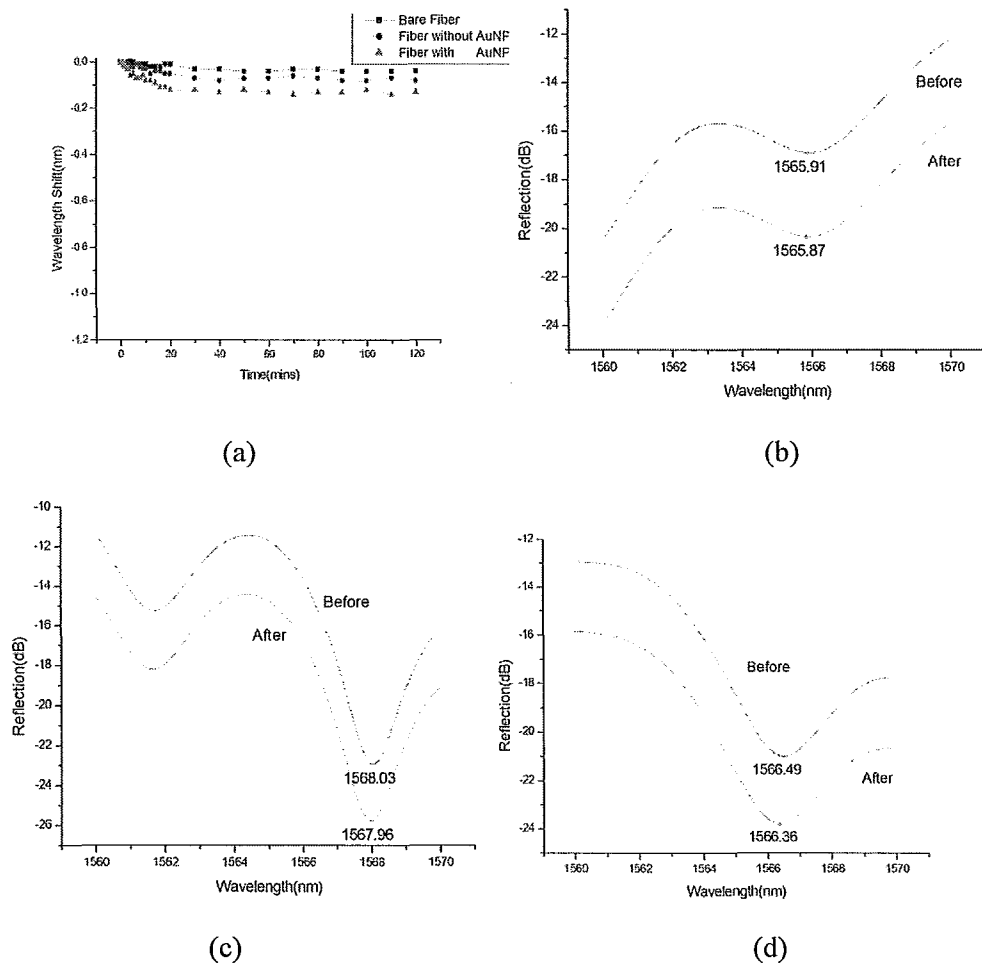 Bare Fiber
Fiber without AuNP
Fiber with AuNP
0.0
-0.2
-0.4
-0.6
-0.8
-1.0
-1.2
Wavelength Shift(nm)
0 20 40 60 80 100 120
Time(mins)
(a)
-10
-12
-14
-16
-18
-20
-22
-24
Reflection(dB)
Before
1565.91
After
1565.87
1560 1562 1564 1566 1568 1570
Wavelength(nm)
(b)
-10
-12
-14
-16
-18
-20
-22
-24
-26
Reflection(dB)
Before
After
1568.03
1567.96
1560 1562 1564 1566 1568 1570
Wavelength(nm)
(c)
-12
-14
-16
-18
-20
-22
-24
Reflection(dB)
Before
1566.49
After
1566.36
1560 1562 1564 1566 1568 1570
Wavelength(nm)
(d)